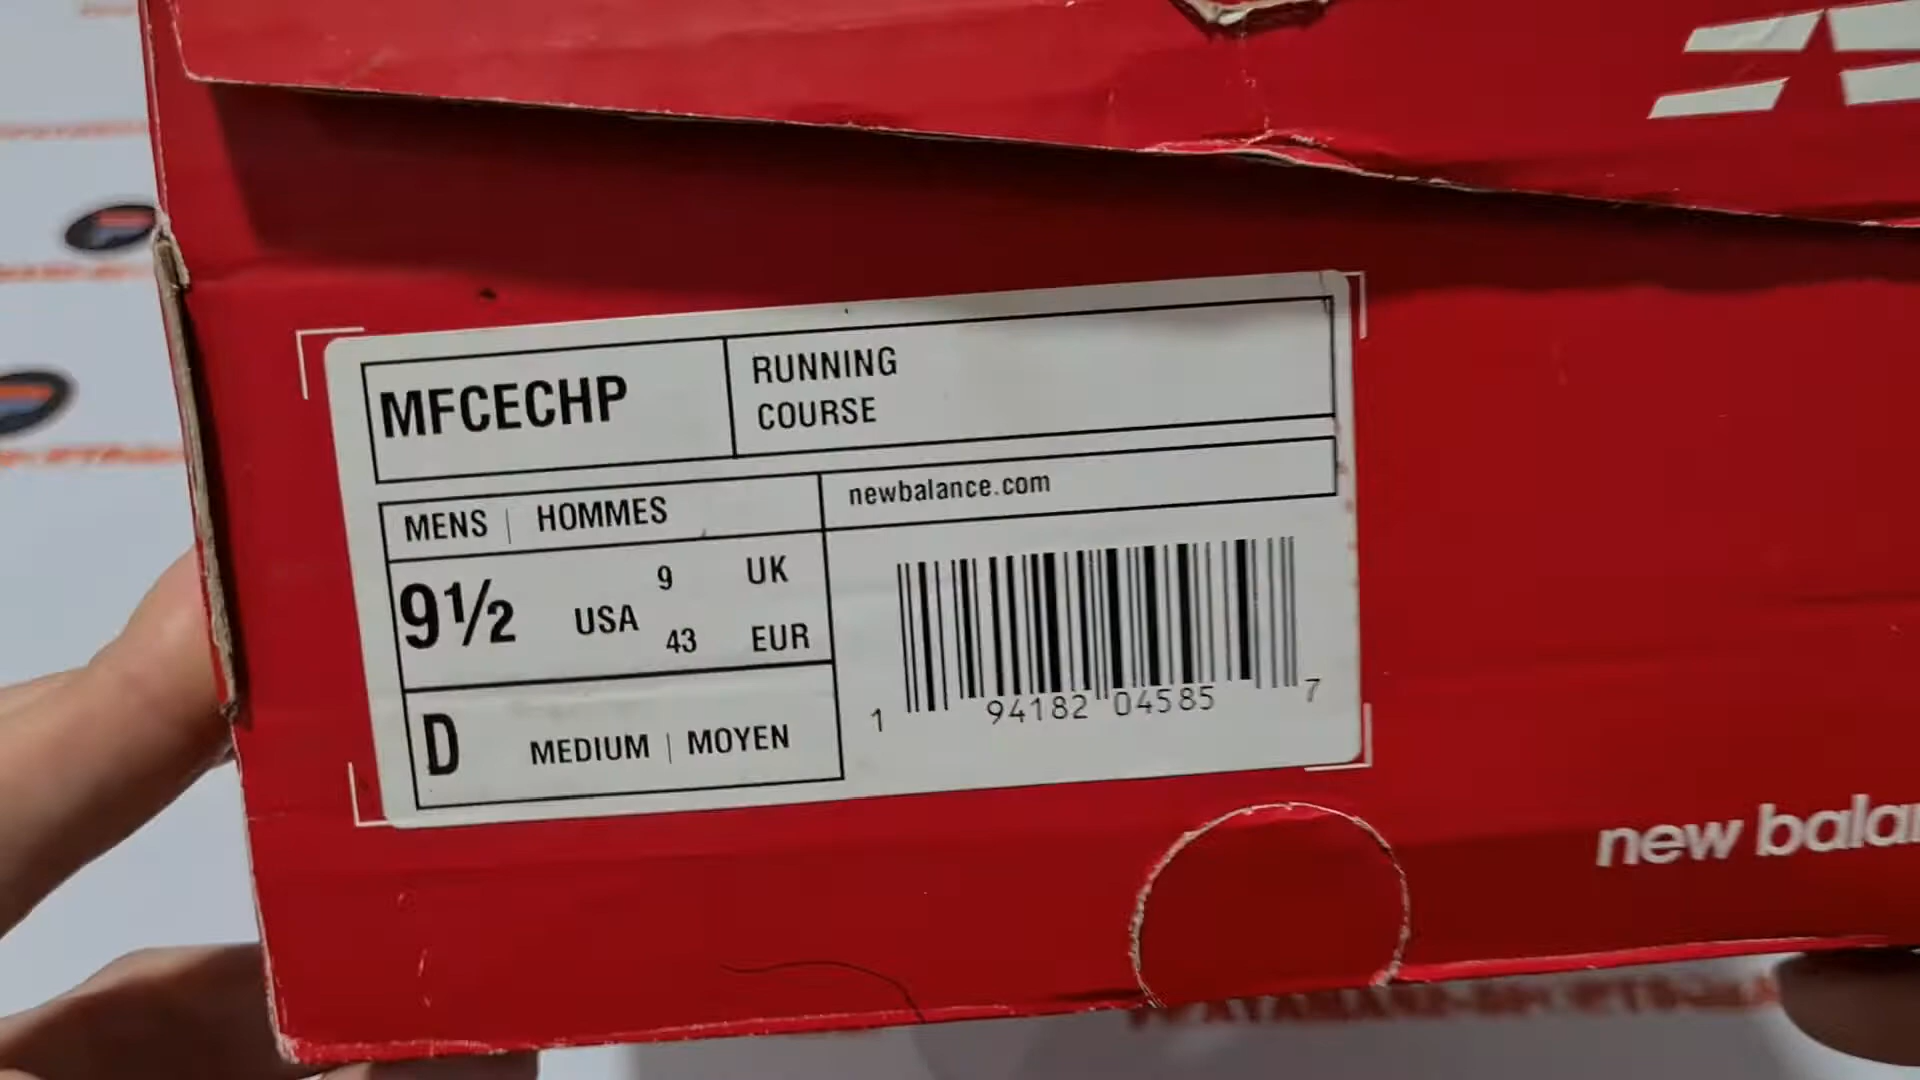 MFCECHP
RUNNING
COURSE
MENS | HOMMES
newbalance.com
9½ USA
9 UK
43 EUR
D MEDIUM | MOYEN
1 94182 04585 7
new balan